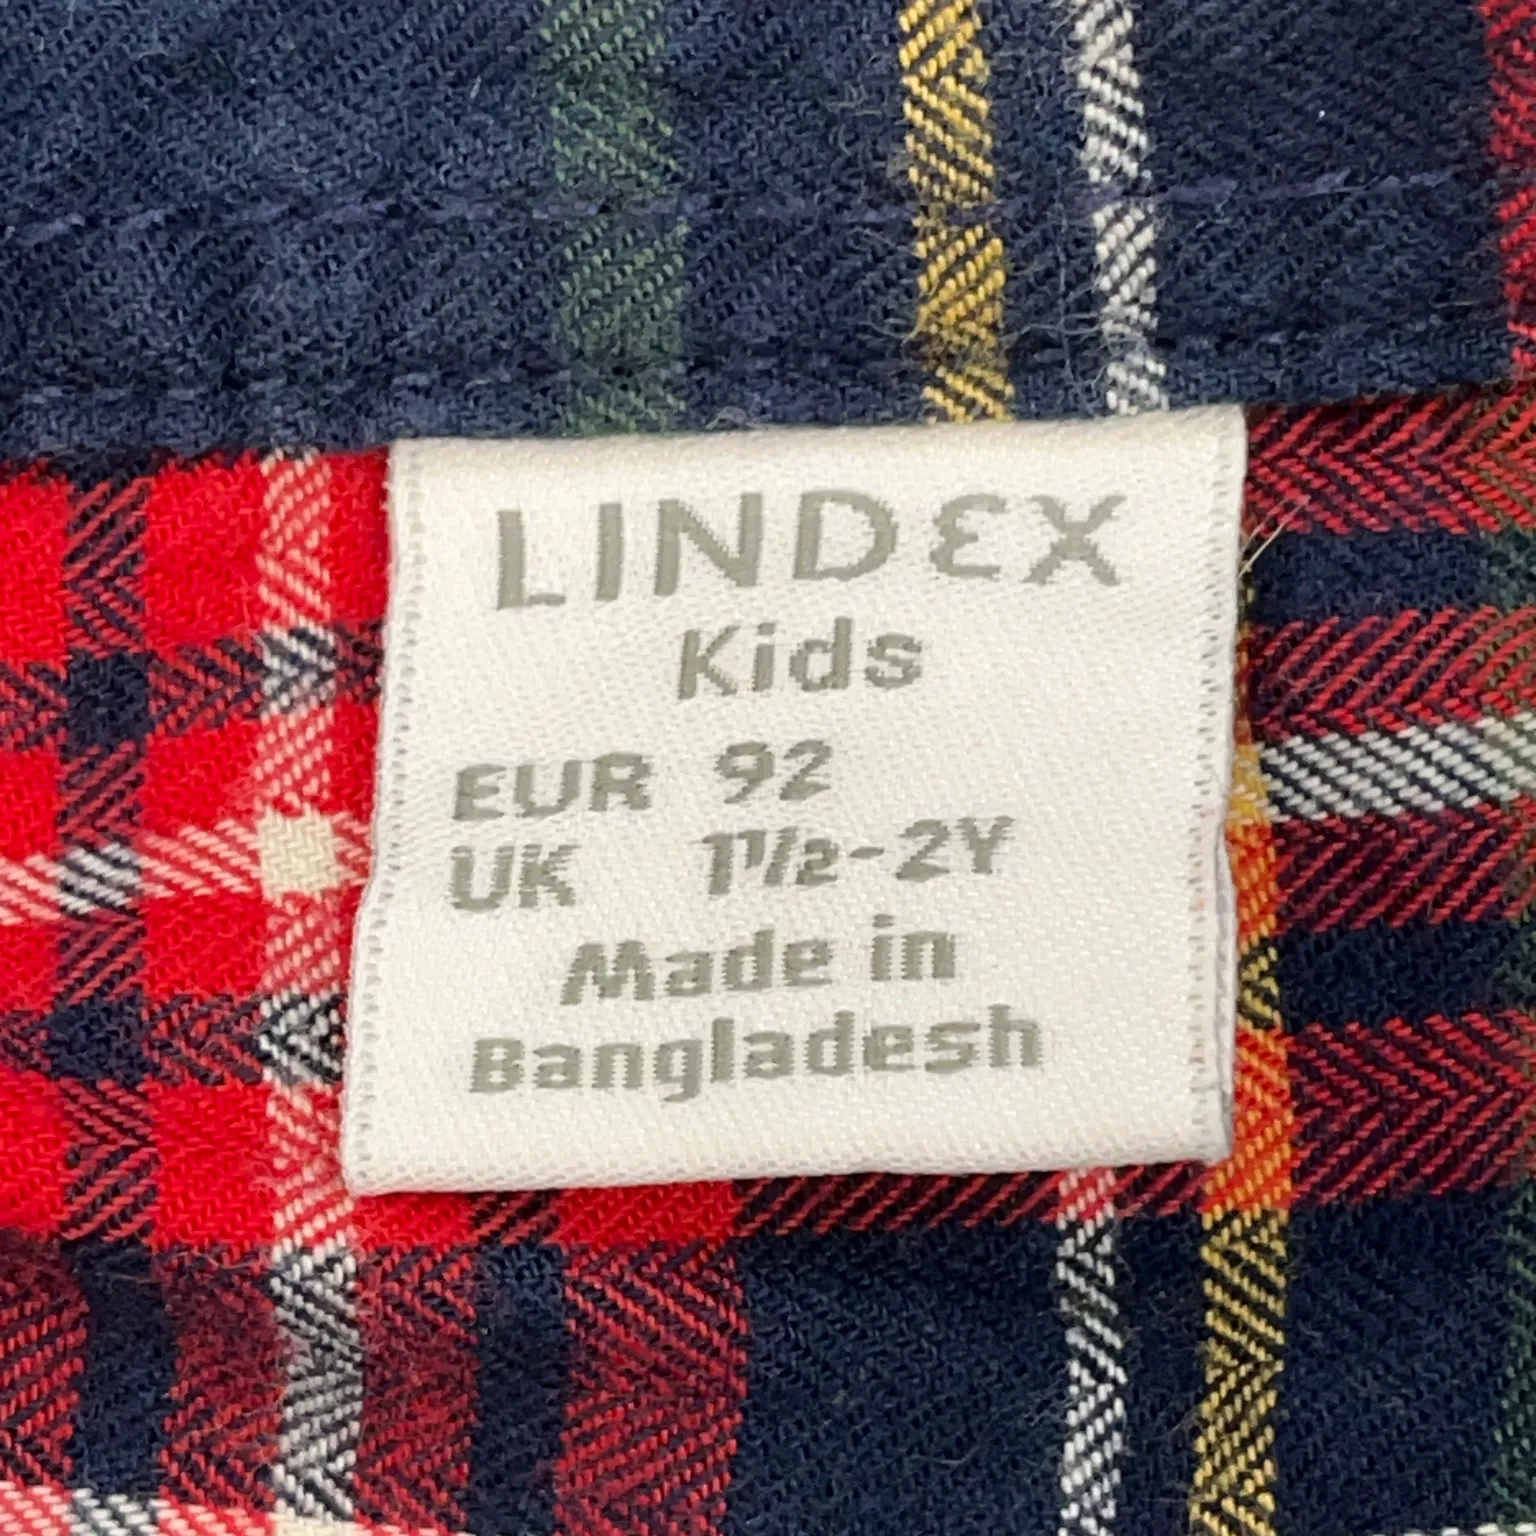 LINDEX
Kids
EUR 92
UK 1½-2Y
Made in
Bangladesh